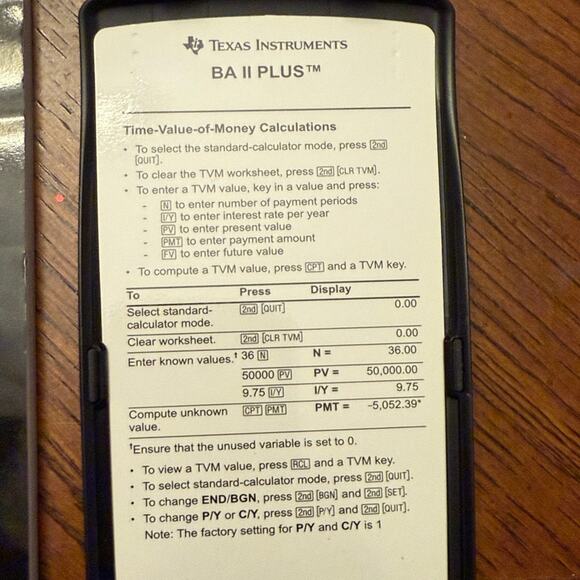 TEXAS INSTRUMENTS
BA II PLUS™
Time-Value-of-Money Calculations
• To select the standard-calculator mode, press 2nd
[QUIT].
• To clear the TVM worksheet, press 2nd [CLR TVM].
• To enter a TVM value, key in a value and press:
- N to enter number of payment periods
- I/Y to enter interest rate per year
- PV to enter present value
- PMT to enter payment amount
- FV to enter future value
• To compute a TVM value, press CPT and a TVM key.
To Press Display
Select standard- 2nd [QUIT] 0.00
calculator mode.
Clear worksheet. 2nd [CLR TVM] 0.00
Enter known values.† 36 N N = 36.00
50000 PV PV = 50,000.00
9.75 I/Y I/Y = 9.75
Compute unknown CPT PMT PMT = -5,052.39*
value.
†Ensure that the unused variable is set to 0.
• To view a TVM value, press RCL and a TVM key.
• To select standard-calculator mode, press 2nd [QUIT].
• To change END/BGN, press 2nd [BGN] and 2nd [SET].
• To change P/Y or C/Y, press 2nd [P/Y] and 2nd [QUIT].
Note: The factory setting for P/Y and C/Y is 1